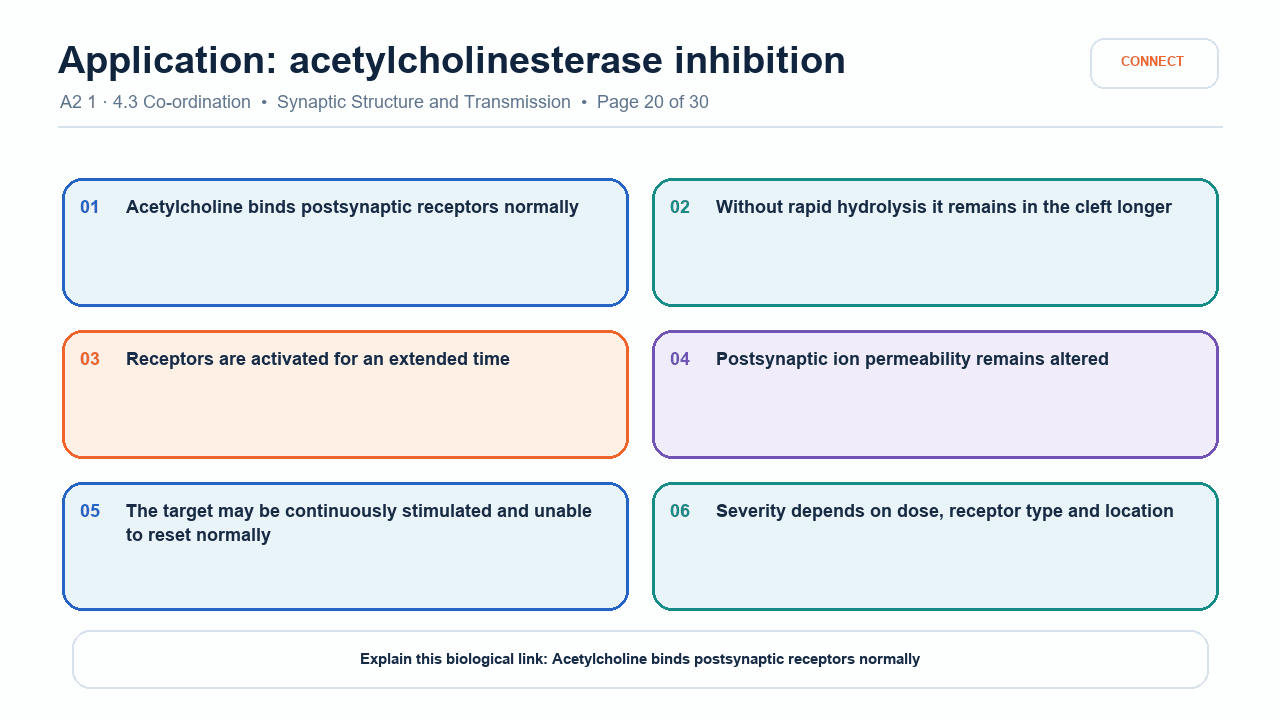 Application: acetylcholinesterase inhibition
CONNECT
A2 1 · 4.3 Co-ordination • Synaptic Structure and Transmission • Page 20 of 30
01 Acetylcholine binds postsynaptic receptors normally
02 Without rapid hydrolysis it remains in the cleft longer
03 Receptors are activated for an extended time
04 Postsynaptic ion permeability remains altered
05 The target may be continuously stimulated and unable
to reset normally
06 Severity depends on dose, receptor type and location
Explain this biological link: Acetylcholine binds postsynaptic receptors normally